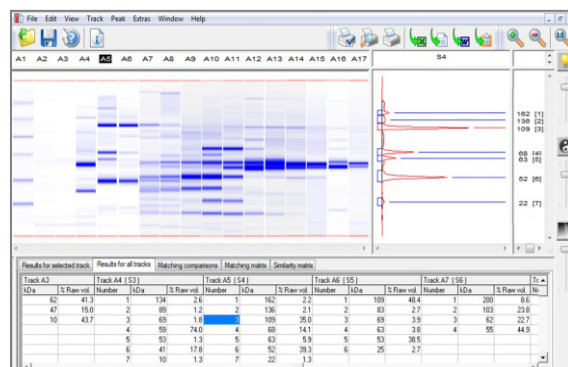 File Edit View Track Peak Extras Window Help
A1 A2 A3 A4 A5 A6 A7 A8 A9 A10 A11 A12 A13 A14 A15 A16 A17
S4
162 [1]
136 [2]
109 [3]
68 [4]
63 [5]
52 [6]
22 [7]
Results for selected track Results for all tracks Matching comparisons Matching matrix Similarity matrix
Track A3 Track A4 (S3) Track A5 (S4) Track A6 (S5) Track A7 (S6)
kDa % Raw vol. Number kDa % Raw vol. Number kDa % Raw vol. Number kDa % Raw vol. Number kDa % Raw vol.
62 41.3 1 134 2.6 1 162 2.2 1 109 48.4 1 200 8.6
47 15.0 2 89 1.2 2 136 2.1 2 83 2.7 2 103 23.8
10 43.7 3 69 1.8 3 109 35.0 3 69 3.9 3 62 22.7
4 59 74.0 4 68 14.1 4 63 3.8 4 55 44.9
5 53 1.3 5 63 5.9 5 53 38.5
6 41 17.8 6 52 39.3 6 25 2.7
7 10 1.3 7 22 1.3